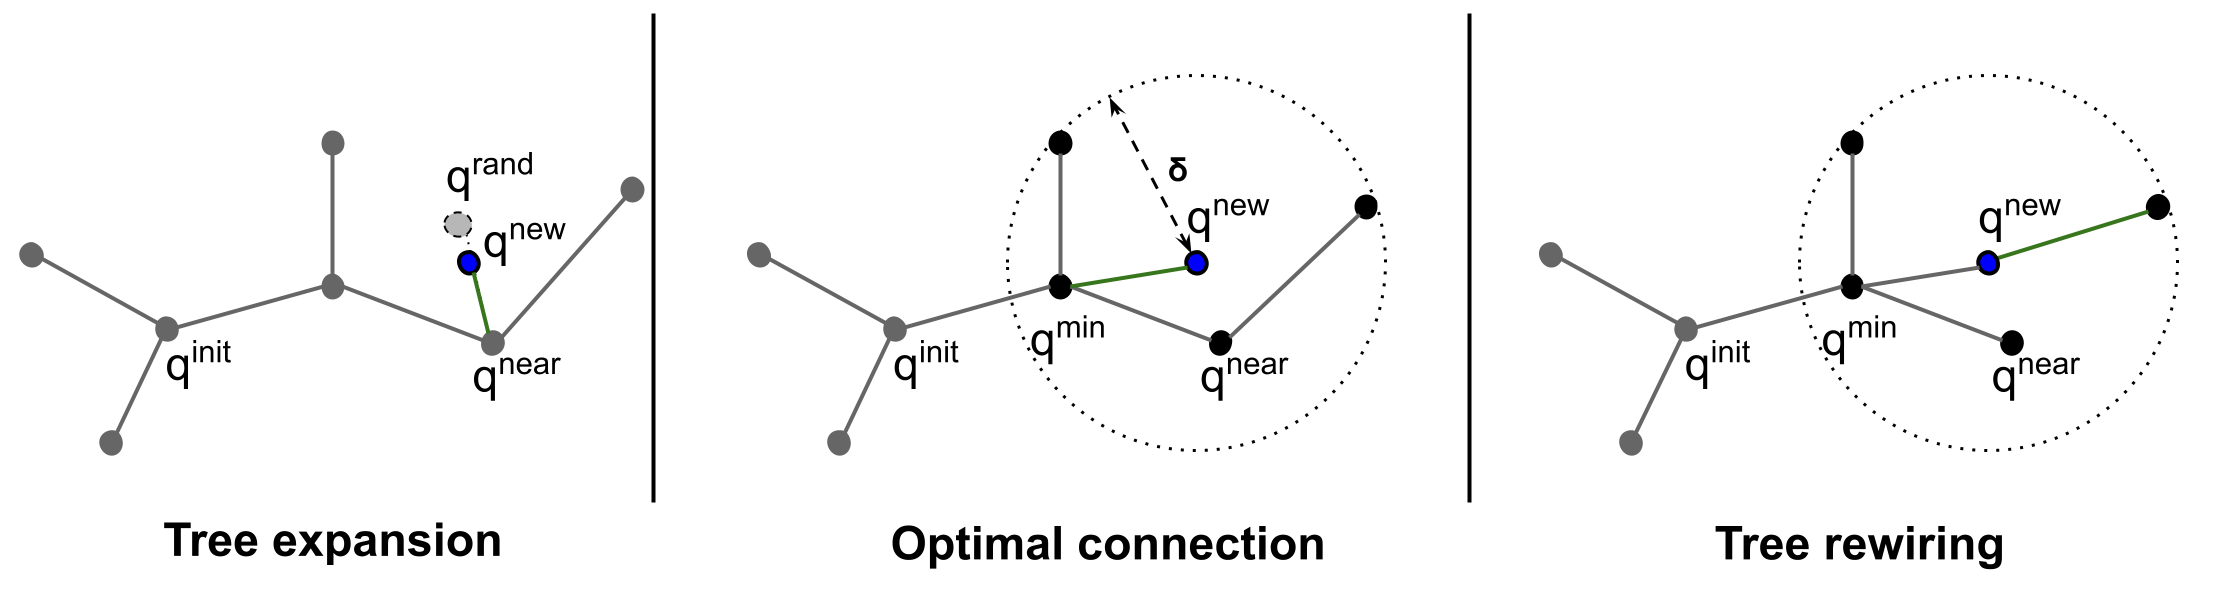 q^rand
q^new
q^init
q^near
Tree expansion
δ
q^new
q^min
q^init
q^near
Optimal connection
q^new
q^min
q^init
q^near
Tree rewiring